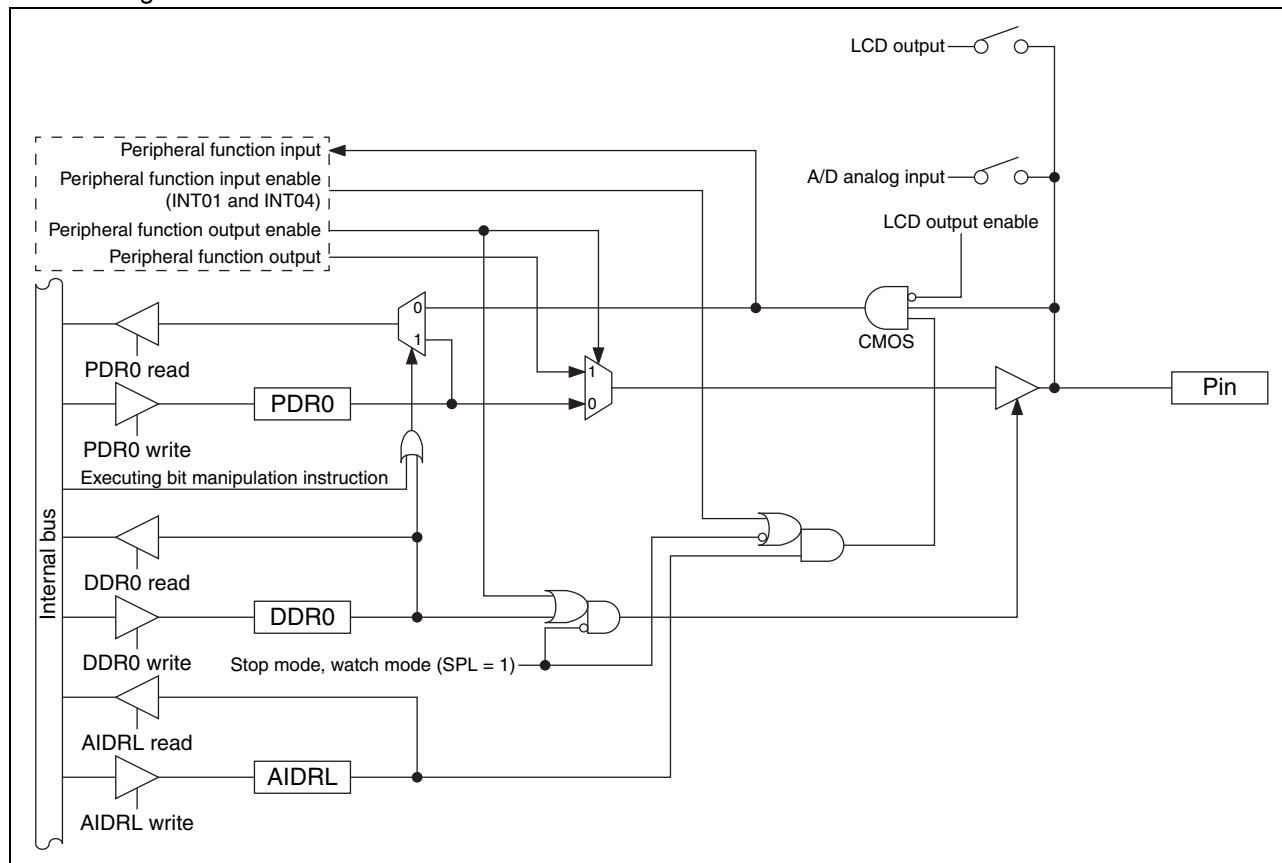 LCD output
Peripheral function input
Peripheral function input enable
(INT01 and INT04)
A/D analog input
LCD output enable
Peripheral function output enable
Peripheral function output
0
1
CMOS
PDR0 read
1
0
PDR0
Pin
PDR0 write
Executing bit manipulation instruction
Internal bus
DDR0 read
DDR0
DDR0 write
Stop mode, watch mode (SPL = 1)
AIDRL read
AIDRL
AIDRL write